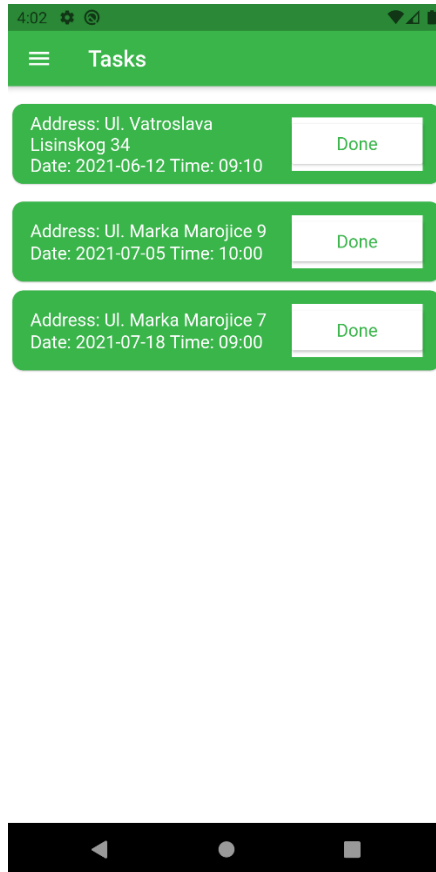 4:02
Tasks
Address: Ul. Vatroslava
Lisinskog 34
Date: 2021-06-12 Time: 09:10
Done
Address: Ul. Marka Marojice 9
Date: 2021-07-05 Time: 10:00
Done
Address: Ul. Marka Marojice 7
Date: 2021-07-18 Time: 09:00
Done